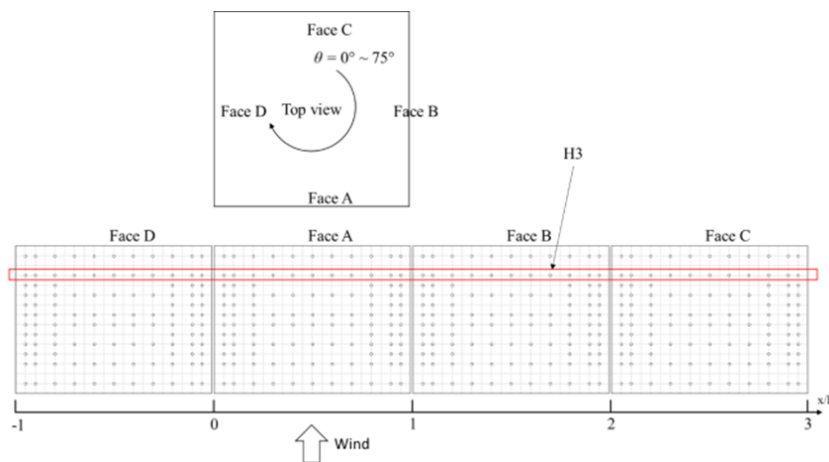 Face C
θ = 0° ~ 75°
Face D
Top view
Face B
Face A
H3
Face D
Face A
Face B
Face C
-1
0
1
2
3
Wind